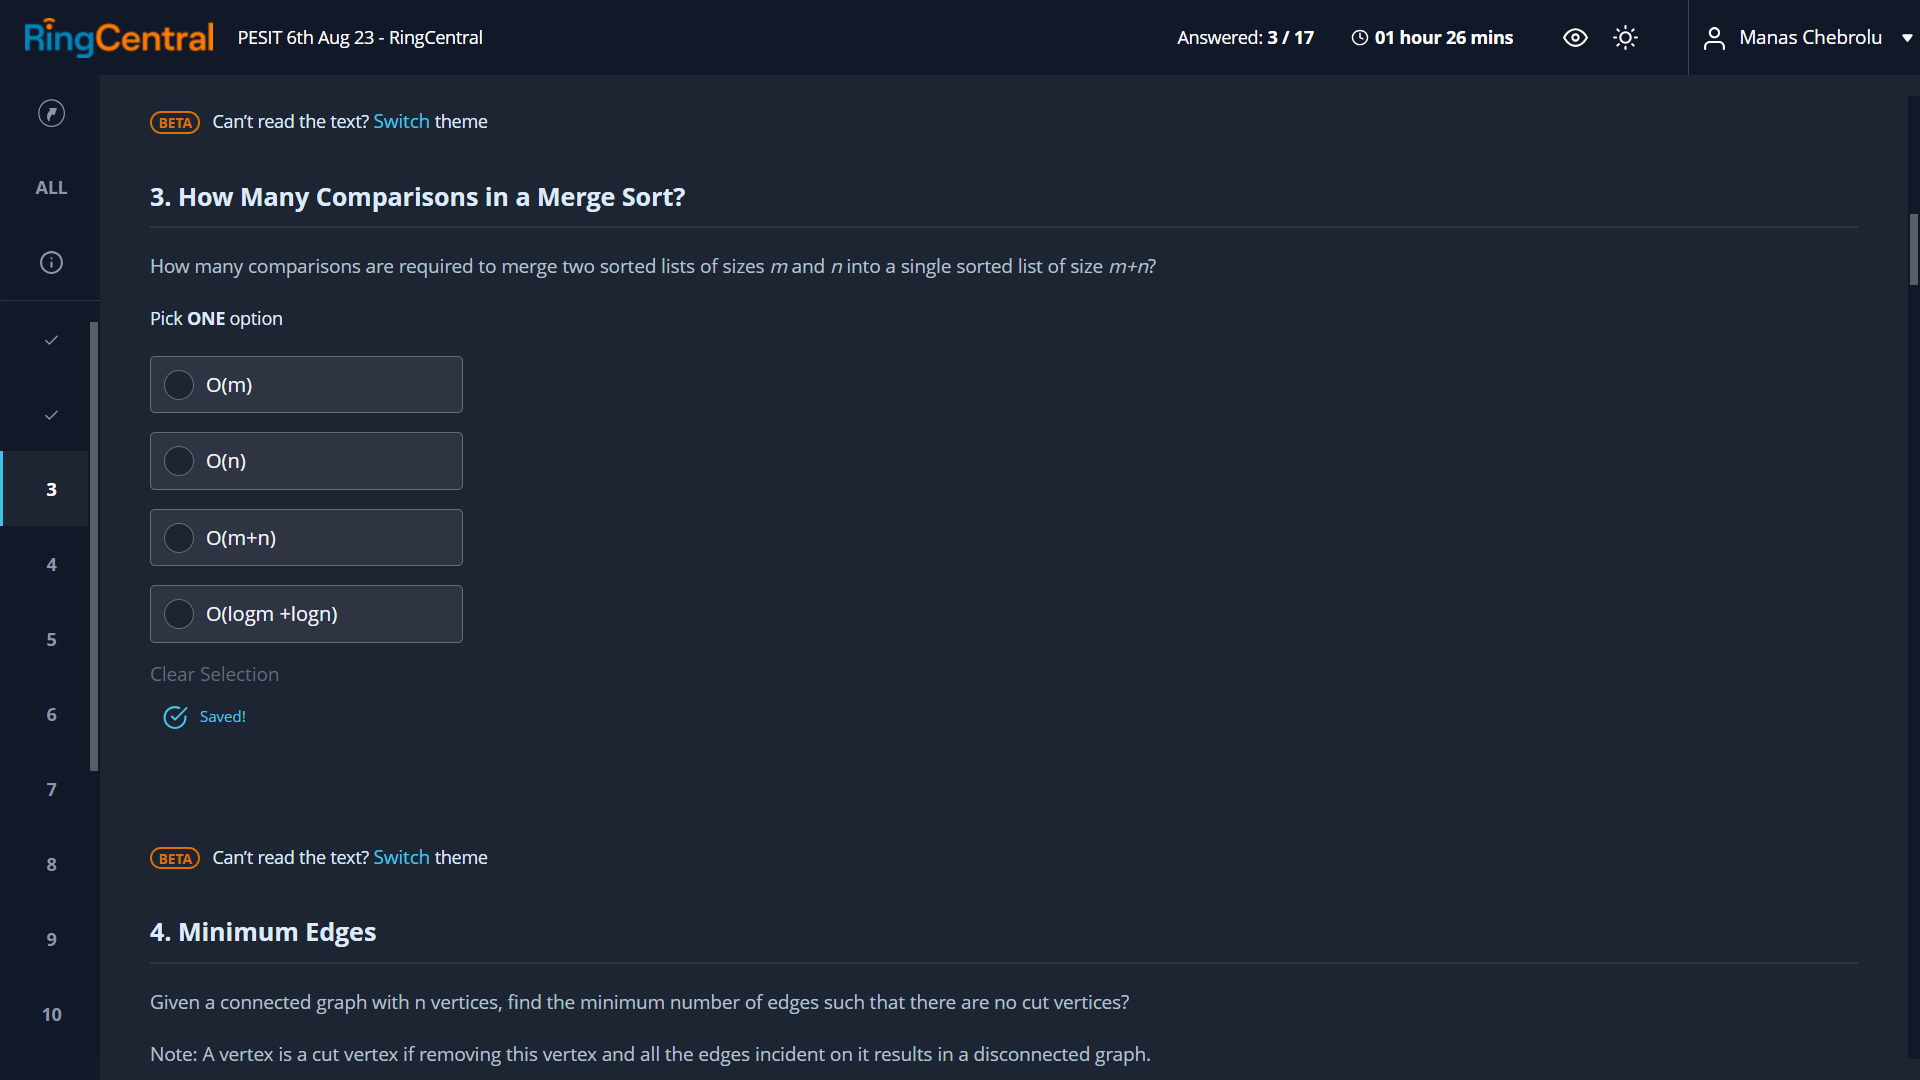 RingCentral
PESIT 6th Aug 23 - RingCentral
Answered: 3 / 17
01 hour 26 mins
Manas Chebrolu
ALL
3
4
5
6
7
8
9
10
BETA Can’t read the text? Switch theme
3. How Many Comparisons in a Merge Sort?
How many comparisons are required to merge two sorted lists of sizes m and n into a single sorted list of size m+n?
Pick ONE option
O(m)
O(n)
O(m+n)
O(logm +logn)
Clear Selection
Saved!
BETA Can’t read the text? Switch theme
4. Minimum Edges
Given a connected graph with n vertices, find the minimum number of edges such that there are no cut vertices?
Note: A vertex is a cut vertex if removing this vertex and all the edges incident on it results in a disconnected graph.